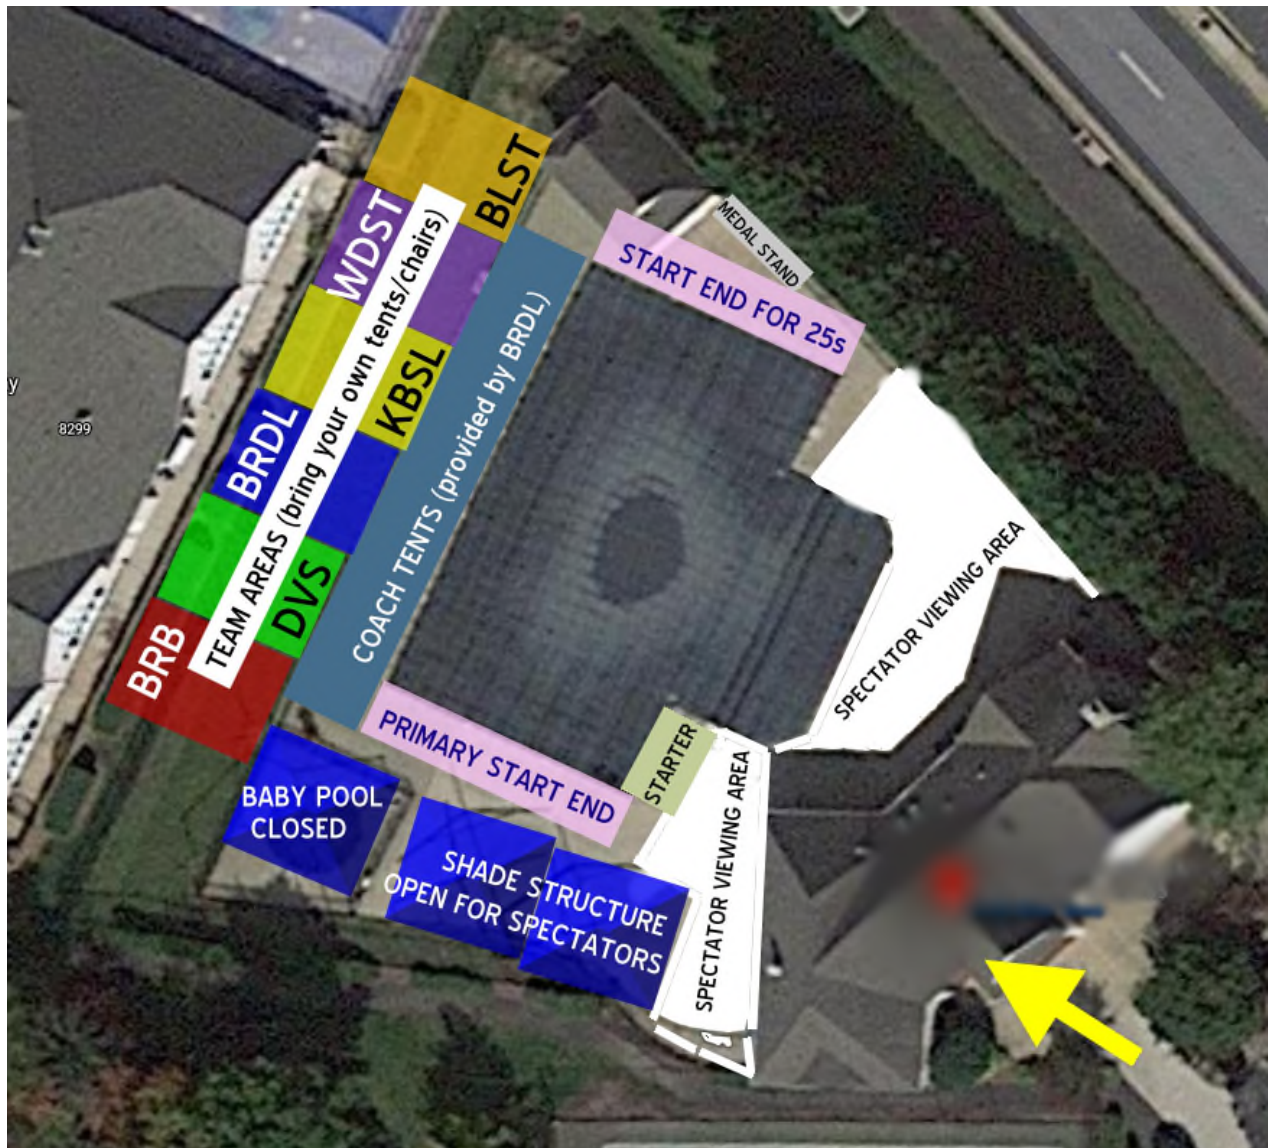 BLST
WDST
MEDAL STAND
START END FOR 25s
TEAM AREAS (bring your own tents/chairs)
COACH TENTS (provided by BRDL)
KBSL
y
BRDL
8299
DVS
BRB
SPECTATOR VIEWING AREA
PRIMARY START END
STARTER
SPECTATOR VIEWING AREA
BABY POOL
CLOSED
SHADE STRUCTURE
OPEN FOR SPECTATORS